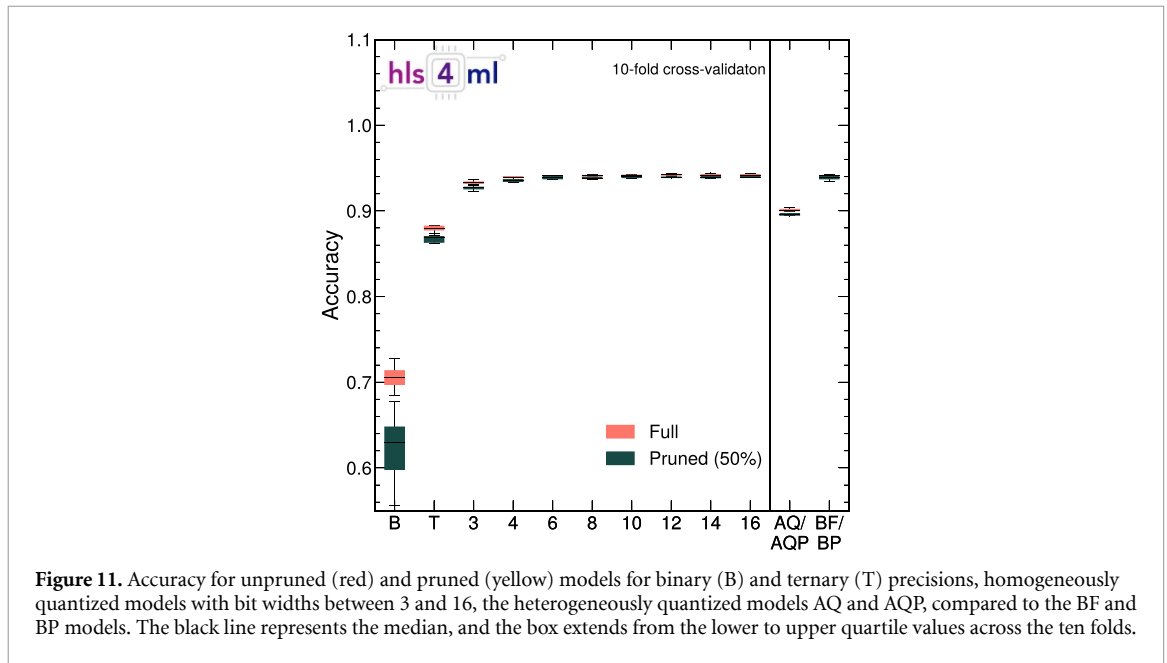 1.1
hls 4 ml
10-fold cross-validaton
1.0
0.9
0.8
0.7
0.6
Accuracy
Full
Pruned (50%)
B T 3 4 6 8 10 12 14 16 AQ/ BF/
AQP BP
Figure 11. Accuracy for unpruned (red) and pruned (yellow) models for binary (B) and ternary (T) precisions, homogeneously
quantized models with bit widths between 3 and 16, the heterogeneously quantized models AQ and AQP, compared to the BF and
BP models. The black line represents the median, and the box extends from the lower to upper quartile values across the ten folds.